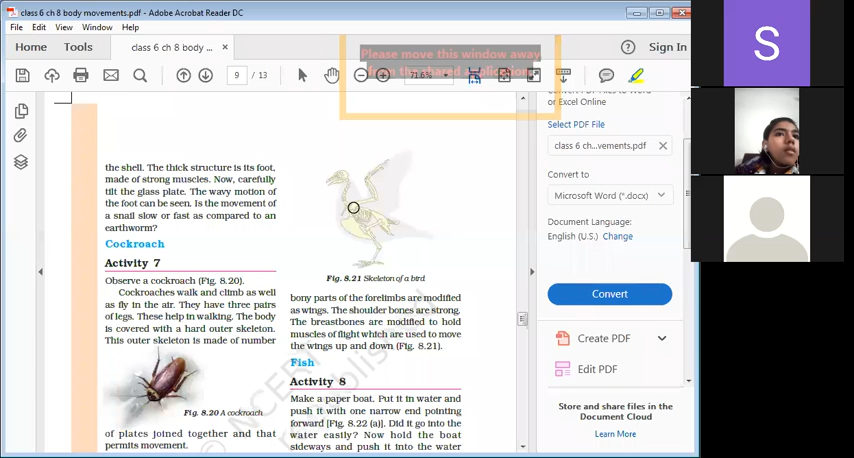 class 6 ch 8 body movements.pdf - Adobe Acrobat Reader DC
File Edit View Window Help
Home Tools class 6 ch 8 body ... × Sign In
9 / 13 71.6%
Please move this window away
from the shared application
the shell. The thick structure is its foot,
made of strong muscles. Now, carefully
tilt the glass plate. The wavy motion of
the foot can be seen. Is the movement of
a snail slow or fast as compared to an
earthworm?
Cockroach
Activity 7
Observe a cockroach (Fig. 8.20).
Cockroaches walk and climb as well
as fly in the air. They have three pairs
of legs. These help in walking. The body
is covered with a hard outer skeleton.
This outer skeleton is made of number
Fig. 8.20 A cockroach
of plates joined together and that
permits movement.
Fig. 8.21 Skeleton of a bird
bony parts of the forelimbs are modified
as wings. The shoulder bones are strong.
The breastbones are modified to hold
muscles of flight which are used to move
the wings up and down (Fig. 8.21).
Fish
Activity 8
Make a paper boat. Put it in water and
push it with one narrow end pointing
forward [Fig. 8.22 (a)]. Did it go into the
water easily? Now hold the boat
sideways and push it into the water
© NCERT
republished
Convert PDF Files to Word
or Excel Online
Select PDF File
class 6 ch...vements.pdf ×
Convert to
Microsoft Word (*.docx)
Document Language:
English (U.S.) Change
Convert
Create PDF
Edit PDF
Store and share files in the
Document Cloud
Learn More
S